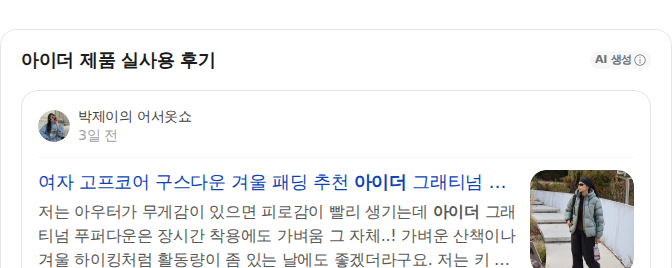 아이더 제품 실사용 후기
AI 생성
박제이의 어서옷쇼
3일 전
여자 고프코어 구스다운 겨울 패딩 추천 아이더 그래티넘 ...
저는 아우터가 무게감이 있으면 피로감이 빨리 생기는데 아이더 그래
티넘 푸퍼다운은 장시간 착용에도 가벼움 그 자체..! 가벼운 산책이나
겨울 하이킹처럼 활동량이 좀 있는 날에도 좋겠더라구요. 저는 키 ...